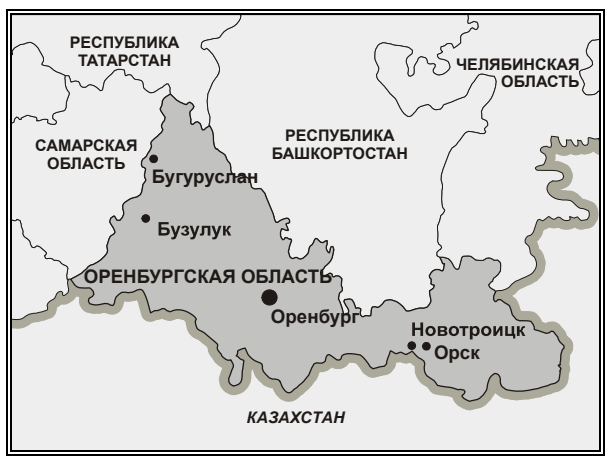 РЕСПУБЛИКА
ТАТАРСТАН
ЧЕЛЯБИНСКАЯ
ОБЛАСТЬ
САМАРСКАЯ
ОБЛАСТЬ
РЕСПУБЛИКА
БАШКОРТОСТАН
Бугуруслан
Бузулук
ОРЕНБУРГСКАЯ ОБЛАСТЬ
Оренбург
Новотроицк
Орск
КАЗАХСТАН